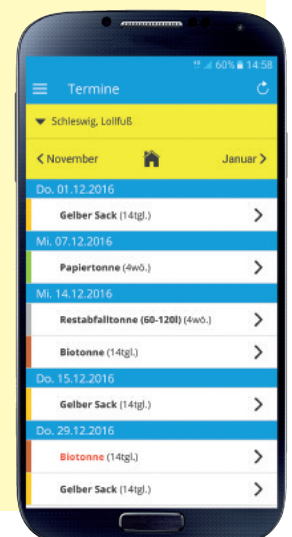 60% 14:58
Termine
Schleswig, Lollfuß
November Januar
Do. 01.12.2016
Gelber Sack (14tgl.)
Mi. 07.12.2016
Papiertonne (4wö.)
Mi. 14.12.2016
Restabfalltonne (60-120l) (4wö.)
Biotonne (14tgl.)
Do. 15.12.2016
Gelber Sack (14tgl.)
Do. 29.12.2016
Biotonne (14tgl.)
Gelber Sack (14tgl.)